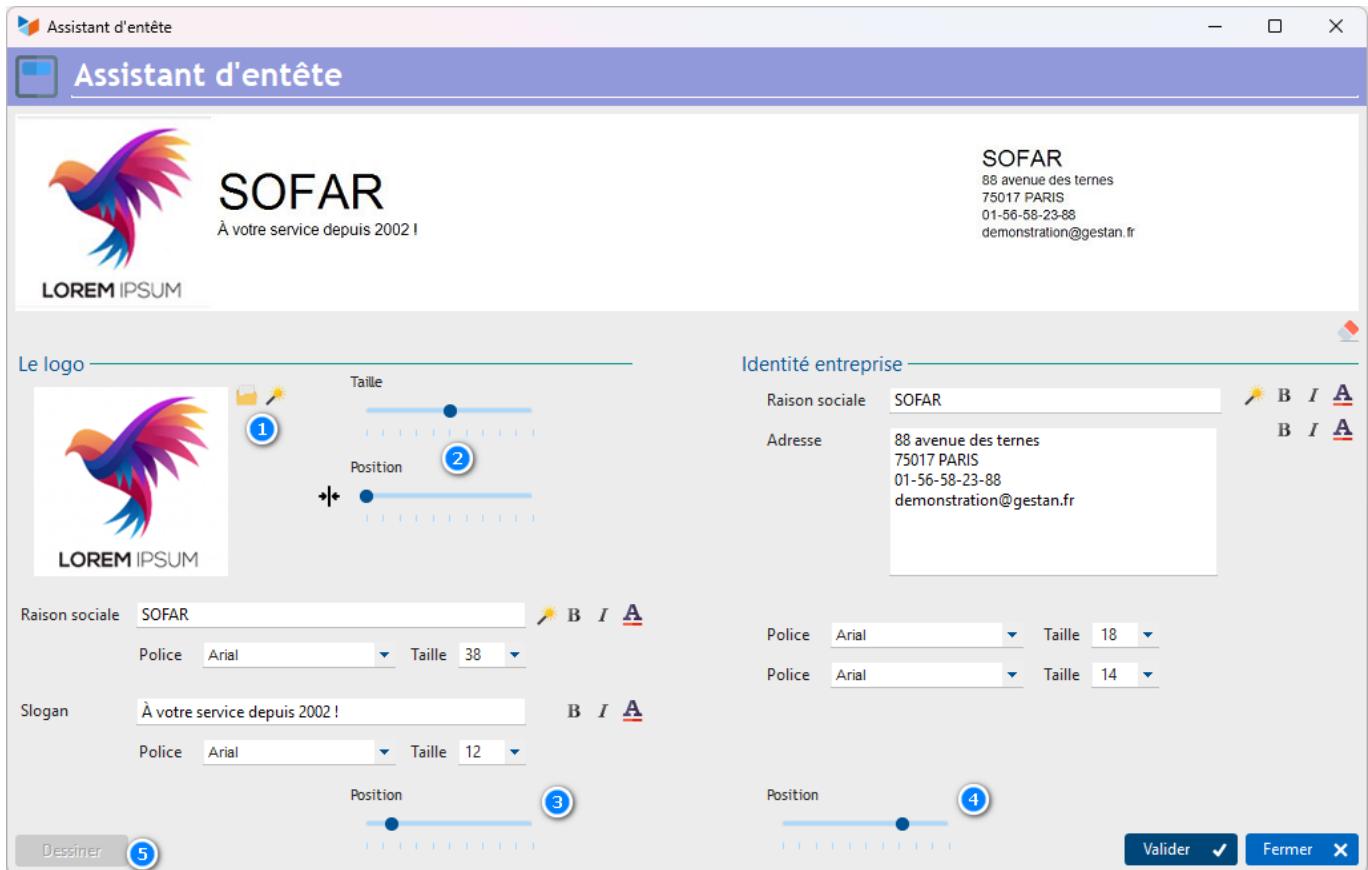 Assistant d'entête
Assistant d'entête
SOFAR
À votre service depuis 2002 !
LOREM IPSUM
SOFAR
88 avenue des ternes
75017 PARIS
01-56-58-23-88
demonstration@gestan.fr
Le logo
LOREM IPSUM
1
Taille
2
Position
Raison sociale SOFAR B I A
Police Arial Taille 38
Slogan À votre service depuis 2002 ! B I A
Police Arial Taille 12
Position 3
Dessiner 5
Identité entreprise
Raison sociale SOFAR B I A
Adresse 88 avenue des ternes B I A
75017 PARIS
01-56-58-23-88
demonstration@gestan.fr
Police Arial Taille 18
Police Arial Taille 14
Position 4
Valider Fermer